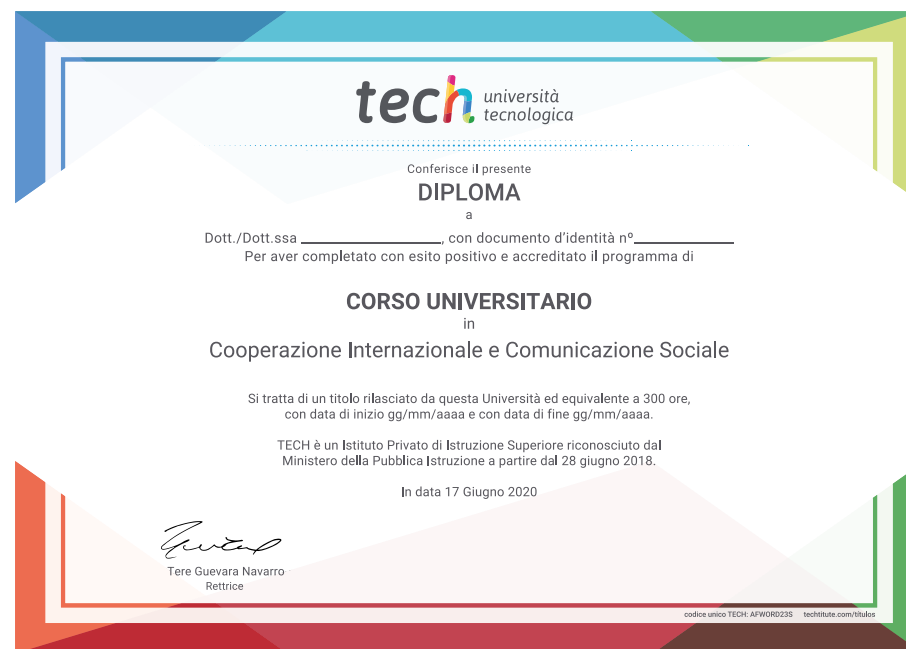 tech università
tecnologica
Conferisce il presente
DIPLOMA
a
Dott./Dott.ssa ____________________, con documento d'identità nº______________
Per aver completato con esito positivo e accreditato il programma di
CORSO UNIVERSITARIO
in
Cooperazione Internazionale e Comunicazione Sociale
Si tratta di un titolo rilasciato da questa Università ed equivalente a 300 ore,
con data di inizio gg/mm/aaaa e con data di fine gg/mm/aaaa.
TECH è un Istituto Privato di Istruzione Superiore riconosciuto dal
Ministero della Pubblica Istruzione a partire dal 28 giugno 2018.
In data 17 Giugno 2020
Tere Guevara Navarro
Rettrice
codice unico TECH: AFWORD23S techtitute.com/titulos